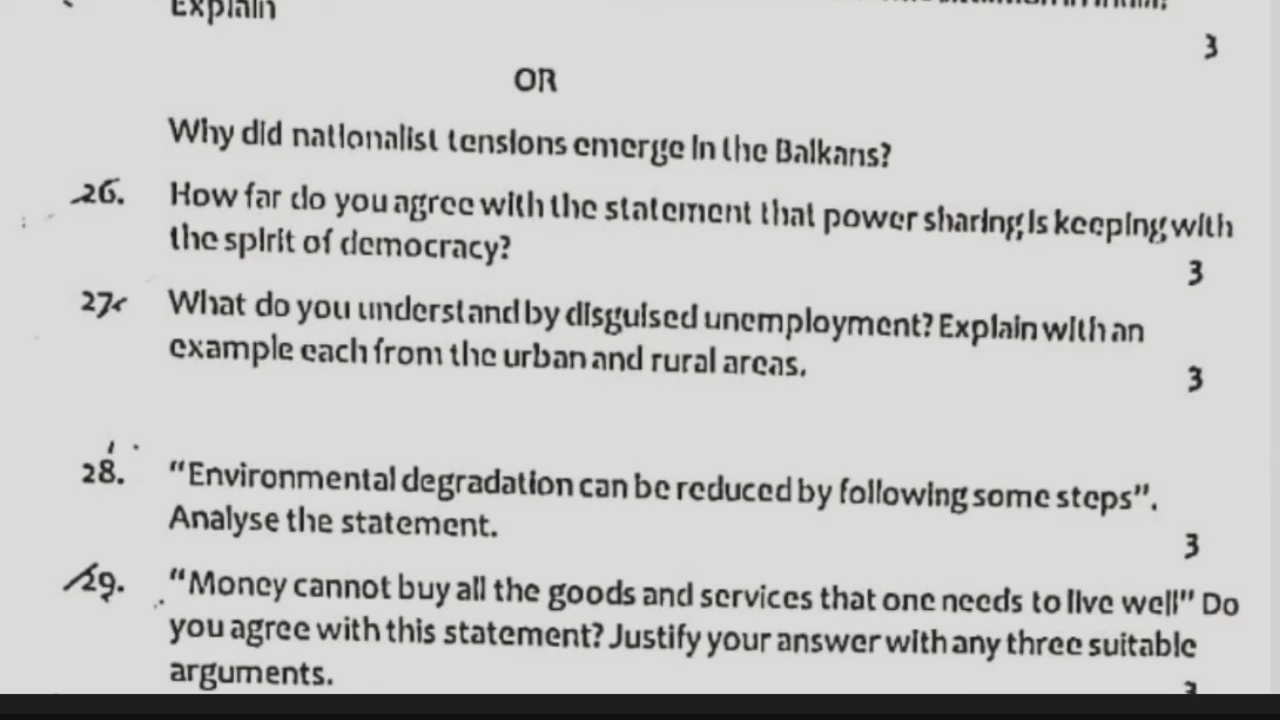 Explain
3
OR
Why did nationalist tensions emerge in the Balkans?
26. How far do you agree with the statement that power sharing is keeping with
the spirit of democracy?
3
27. What do you understand by disguised unemployment? Explain with an
example each from the urban and rural areas.
3
28. “Environmental degradation can be reduced by following some steps”.
Analyse the statement.
3
29. “Money cannot buy all the goods and services that one needs to live well” Do
you agree with this statement? Justify your answer with any three suitable
arguments.
3